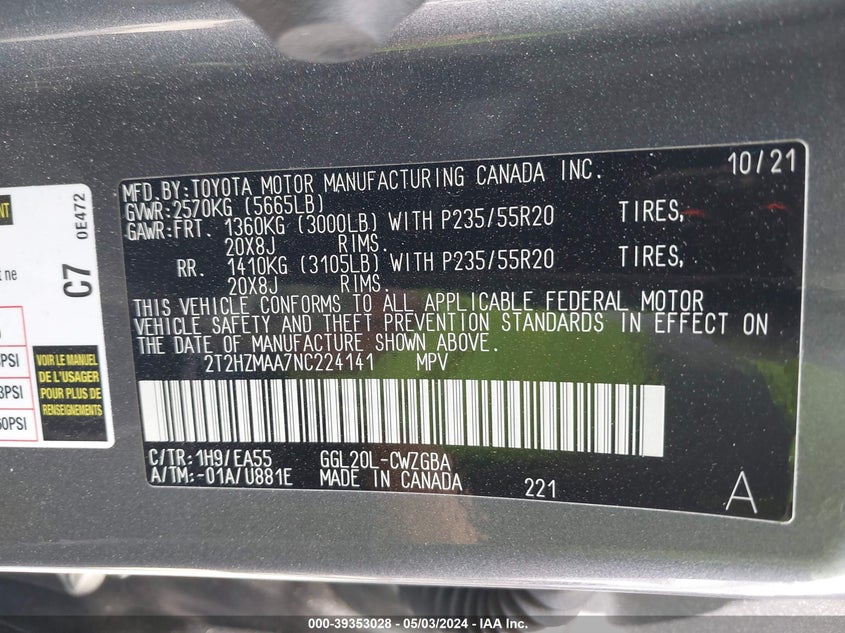 MFD.BY:TOYOTA MOTOR MANUFACTURING CANADA INC. 10/21
GVWR:2570KG (5665LB)
GAWR:FRT. 1360KG (3000LB) WITH P235/55R20 TIRES,
20X8J RIMS.
RR. 1410KG (3105LB) WITH P235/55R20 TIRES,
20X8J RIMS.
THIS VEHICLE CONFORMS TO ALL APPLICABLE FEDERAL MOTOR
VEHICLE SAFETY AND THEFT PREVENTION STANDARDS IN EFFECT ON
THE DATE OF MANUFACTURE SHOWN ABOVE.
2T2HZMAA7NC224141 MPV
C/TR:1H9/EA55 GGL20L-CWZGBA
A/TM:-01A/U881E MADE IN CANADA 221 A
0E472
C7
t ne
PSI
PSI
0PSI
VOIR LE MANUEL
DE L'USAGER
POUR PLUS DE
RENSEIGNEMENTS
000-39353028 - 05/03/2024 - IAA Inc.